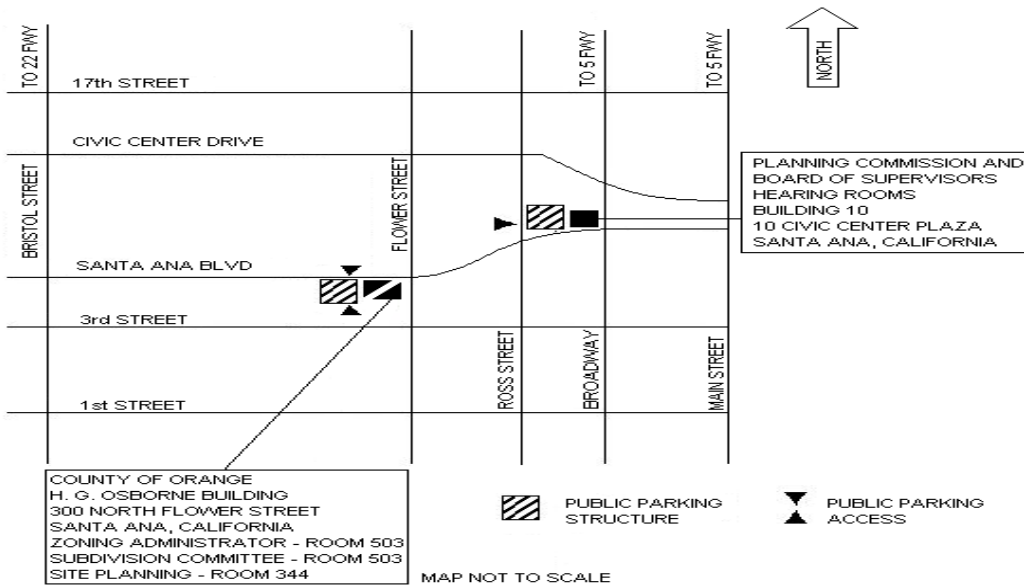 TO 22 FWY
TO 5 FWY
TO 5 FWY
NORTH
17th STREET
CIVIC CENTER DRIVE
BRISTOL STREET
FLOWER STREET
PLANNING COMMISSION AND
BOARD OF SUPERVISORS
HEARING ROOMS
BUILDING 10
10 CIVIC CENTER PLAZA
SANTA ANA, CALIFORNIA
SANTA ANA BLVD
3rd STREET
ROSS STREET
BROADWAY
MAIN STREET
1st STREET
COUNTY OF ORANGE
H. G. OSBORNE BUILDING
300 NORTH FLOWER STREET
SANTA ANA, CALIFORNIA
ZONING ADMINISTRATOR - ROOM 503
SUBDIVISION COMMITTEE - ROOM 503
SITE PLANNING - ROOM 344
PUBLIC PARKING
STRUCTURE
PUBLIC PARKING
ACCESS
MAP NOT TO SCALE